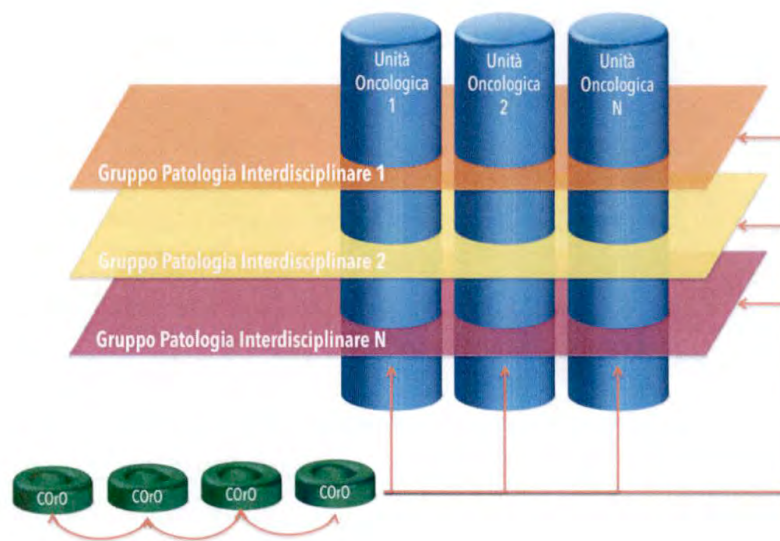 Unità
Oncologica
1
Unità
Oncologica
2
Unità
Oncologica
N
Gruppo Patologia Interdisciplinare 1
Gruppo Patologia Interdisciplinare 2
Gruppo Patologia Interdisciplinare N
COrO
COrO
COrO
COrO